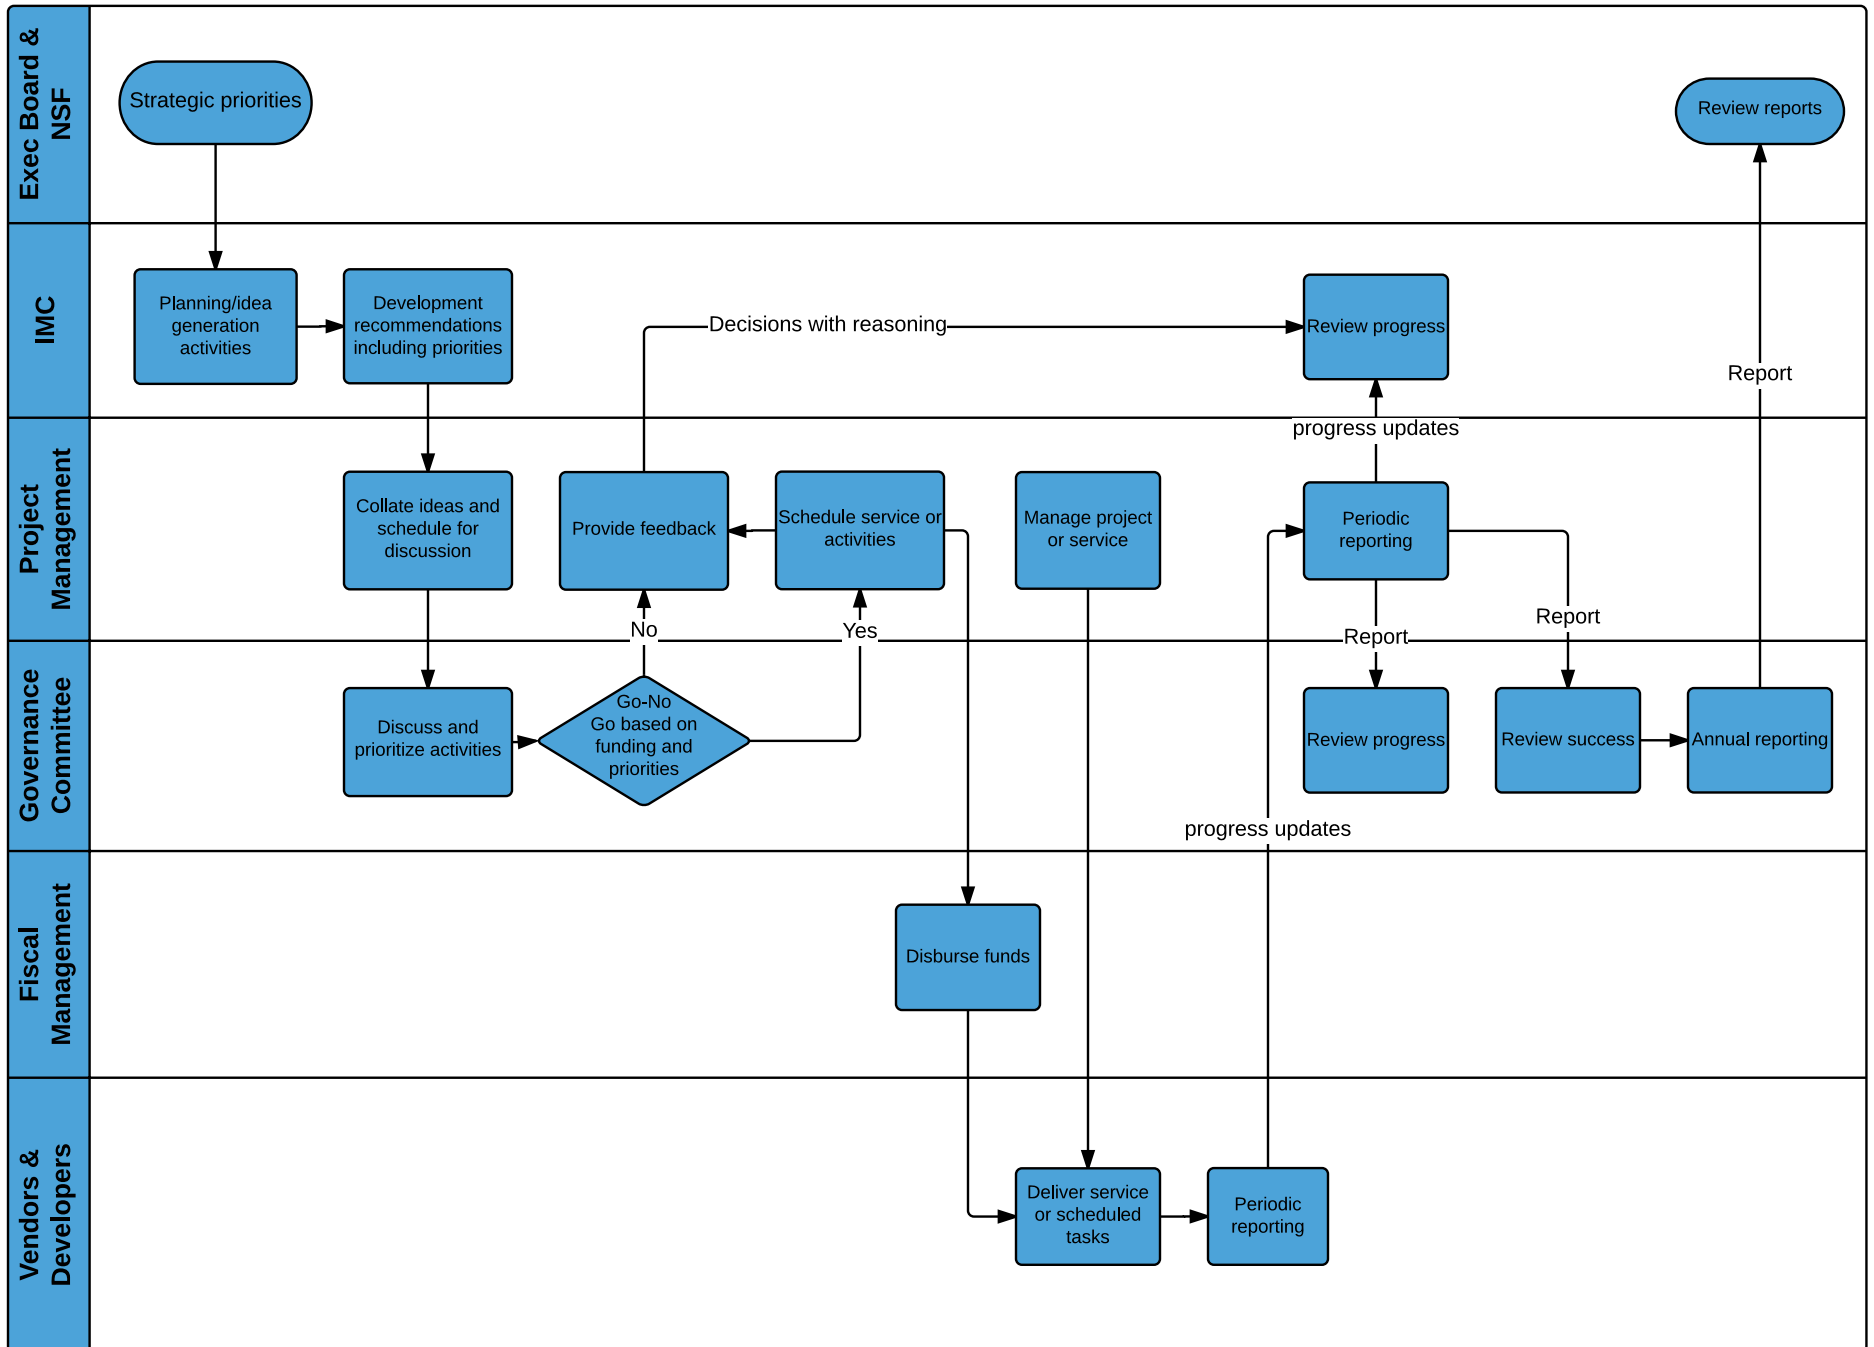 Exec Board &
NSF
Strategic priorities
Review reports
IMC
Planning/idea
generation
activities
Development
recommendations
including priorities
Decisions with reasoning
Review progress
Report
progress updates
Project
Management
Collate ideas and
schedule for
discussion
Provide feedback
Schedule service or
activities
Manage project
or service
Periodic
reporting
No
Yes
Report
Report
Governance
Committee
Discuss and
prioritize activities
Go-No
Go based on
funding and
priorities
Review progress
Review success
Annual reporting
progress updates
Fiscal
Management
Disburse funds
Vendors &
Developers
Deliver service
or scheduled
tasks
Periodic
reporting